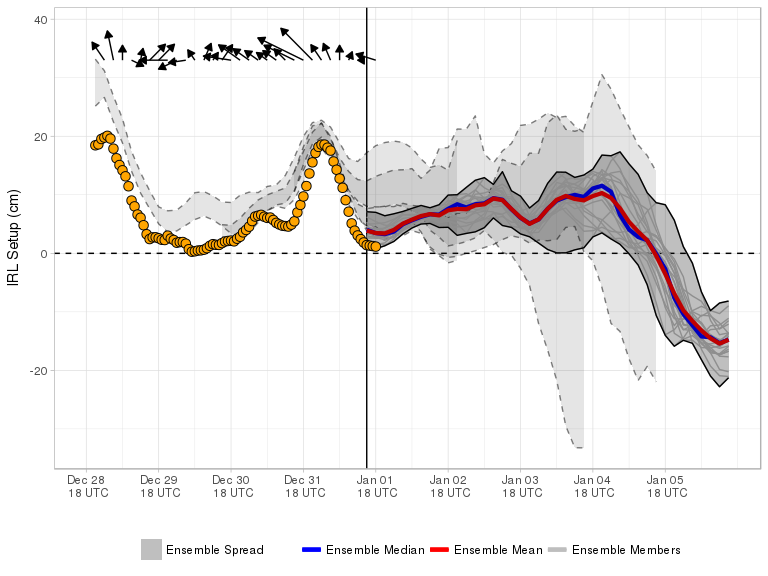 IRL Setup (cm)
40
20
0
-20
Dec 28 Dec 29 Dec 30 Dec 31 Jan 01 Jan 02 Jan 03 Jan 04 Jan 05
18 UTC 18 UTC 18 UTC 18 UTC 18 UTC 18 UTC 18 UTC 18 UTC 18 UTC
Ensemble Spread Ensemble Median Ensemble Mean Ensemble Members